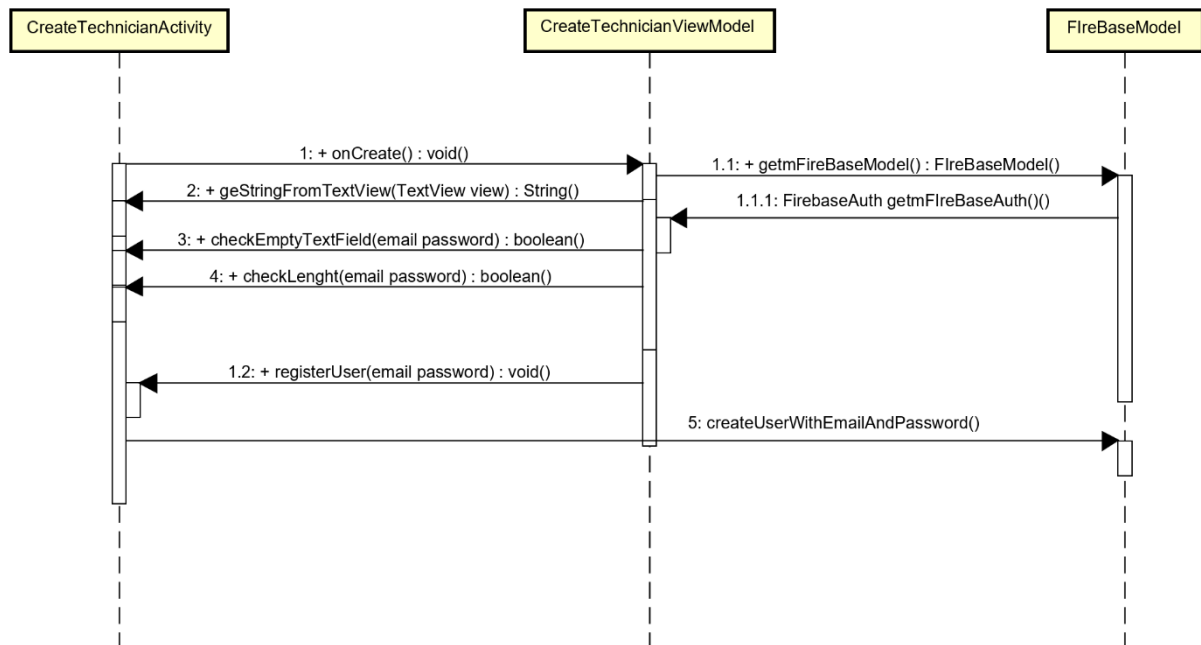 CreateTechnicianActivity
CreateTechnicianViewModel
FIreBaseModel
1: + onCreate() : void()
1.1: + getmFireBaseModel() : FIreBaseModel()
2: + geStringFromTextView(TextView view) : String()
1.1.1: FirebaseAuth getmFIreBaseAuth()()
3: + checkEmptyTextField(email password) : boolean()
4: + checkLenght(email password) : boolean()
1.2: + registerUser(email password) : void()
5: createUserWithEmailAndPassword()